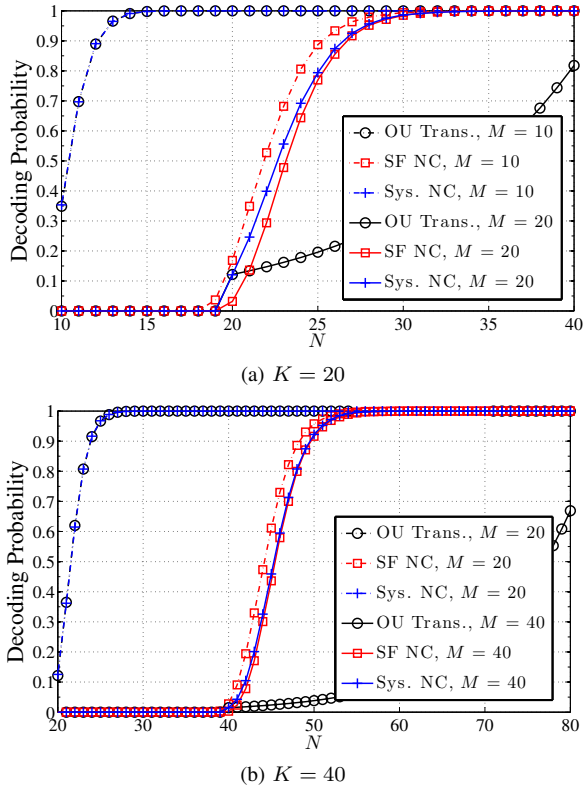 1
0.9
0.8
0.7
0.6
0.5
0.4
0.3
0.2
0.1
0
Decoding Probability
OU Trans., M = 10
SF NC, M = 10
Sys. NC, M = 10
OU Trans., M = 20
SF NC, M = 20
Sys. NC, M = 20
10 15 20 25 30 35 40
N
(a) K = 20
1
0.9
0.8
0.7
0.6
0.5
0.4
0.3
0.2
0.1
0
Decoding Probability
OU Trans., M = 20
SF NC, M = 20
Sys. NC, M = 20
OU Trans., M = 40
SF NC, M = 40
Sys. NC, M = 40
20 30 40 50 60 70 80
N
(b) K = 40